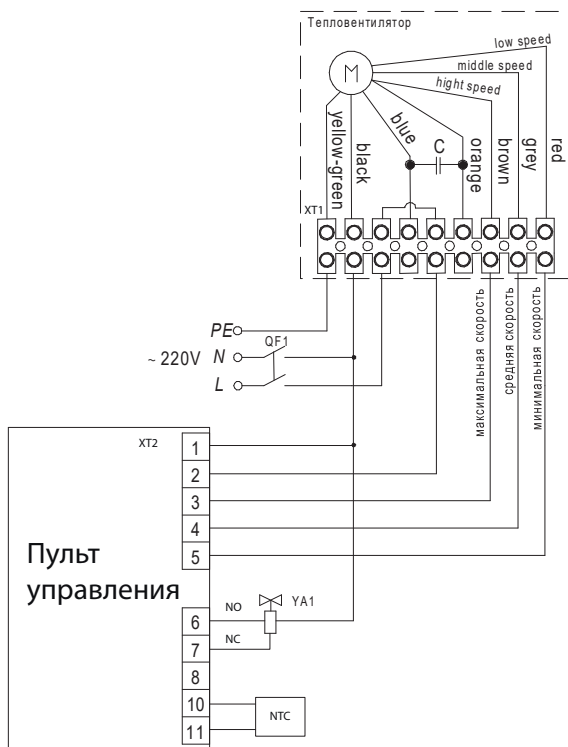 Тепловентилятор
low speed
middle speed
hight speed
M
yellow-green
black
blue
C
orange
brown
grey
red
XT1
PE
QF1
~ 220V N
L
максимальная скорость
средняя скорость
минимальная скорость
XT2
1
2
3
4
5
Пульт
управления
6
NO
YA1
7
NC
8
10
NTC
11